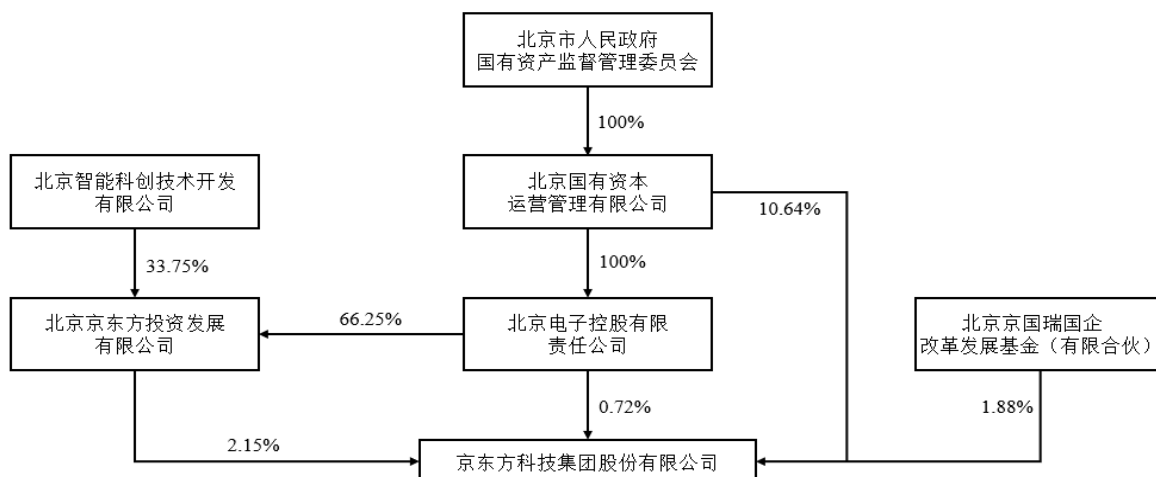 北京市人民政府
国有资产监督管理委员会
100%
北京智能科创技术开发
有限公司
北京国有资本
运营管理有限公司
10.64%
33.75%
100%
北京京东方投资发展
有限公司
66.25%
北京电子控股有限
责任公司
北京京国瑞国企
改革发展基金（有限合伙）
0.72%
1.88%
2.15%
京东方科技集团股份有限公司